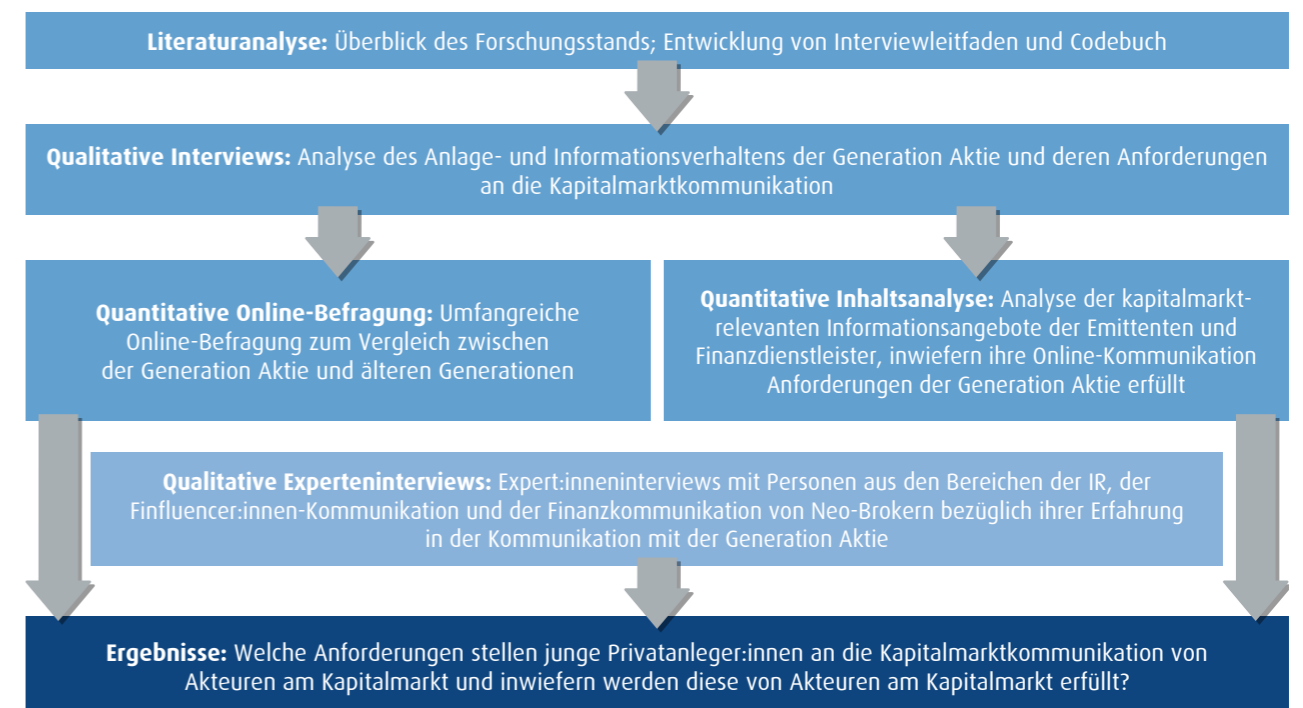 Literaturanalyse: Überblick des Forschungsstands; Entwicklung von Interviewleitfaden und Codebuch
Qualitative Interviews: Analyse des Anlage- und Informationsverhaltens der Generation Aktie und deren Anforderungen
an die Kapitalmarktkommunikation
Quantitative Online-Befragung: Umfangreiche
Online-Befragung zum Vergleich zwischen
der Generation Aktie und älteren Generationen
Quantitative Inhaltsanalyse: Analyse der kapitalmarkt-
relevanten Informationsangebote der Emittenten und
Finanzdienstleister, inwiefern ihre Online-Kommunikation
Anforderungen der Generation Aktie erfüllt
Qualitative Experteninterviews: Expert:inneninterviews mit Personen aus den Bereichen der IR, der
Finfluencer:innen-Kommunikation und der Finanzkommunikation von Neo-Brokern bezüglich ihrer Erfahrung
in der Kommunikation mit der Generation Aktie
Ergebnisse: Welche Anforderungen stellen junge Privatanleger:innen an die Kapitalmarktkommunikation von
Akteuren am Kapitalmarkt und inwiefern werden diese von Akteuren am Kapitalmarkt erfüllt?